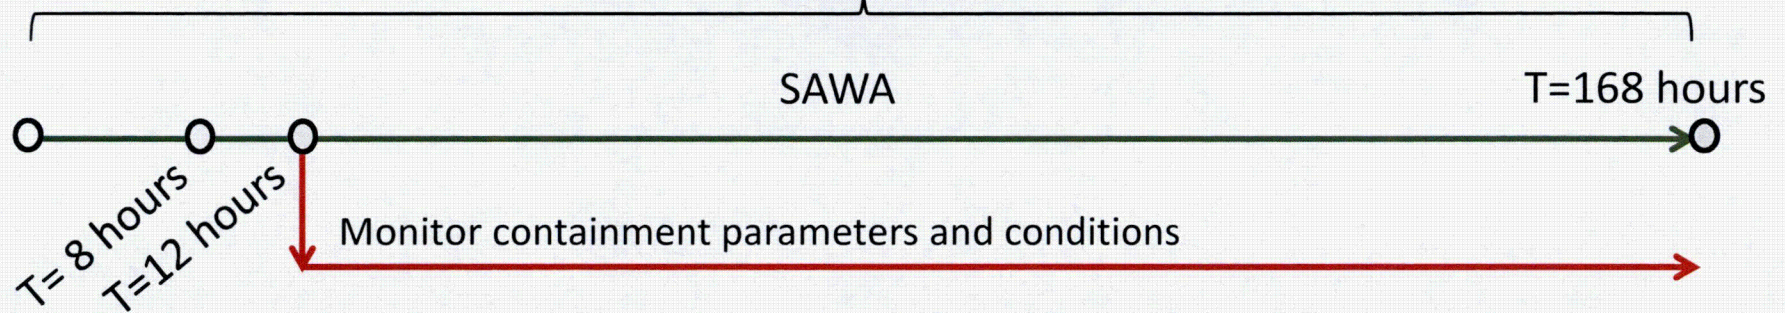 SAWA
T=168 hours
T= 8 hours
T=12 hours
Monitor containment parameters and conditions